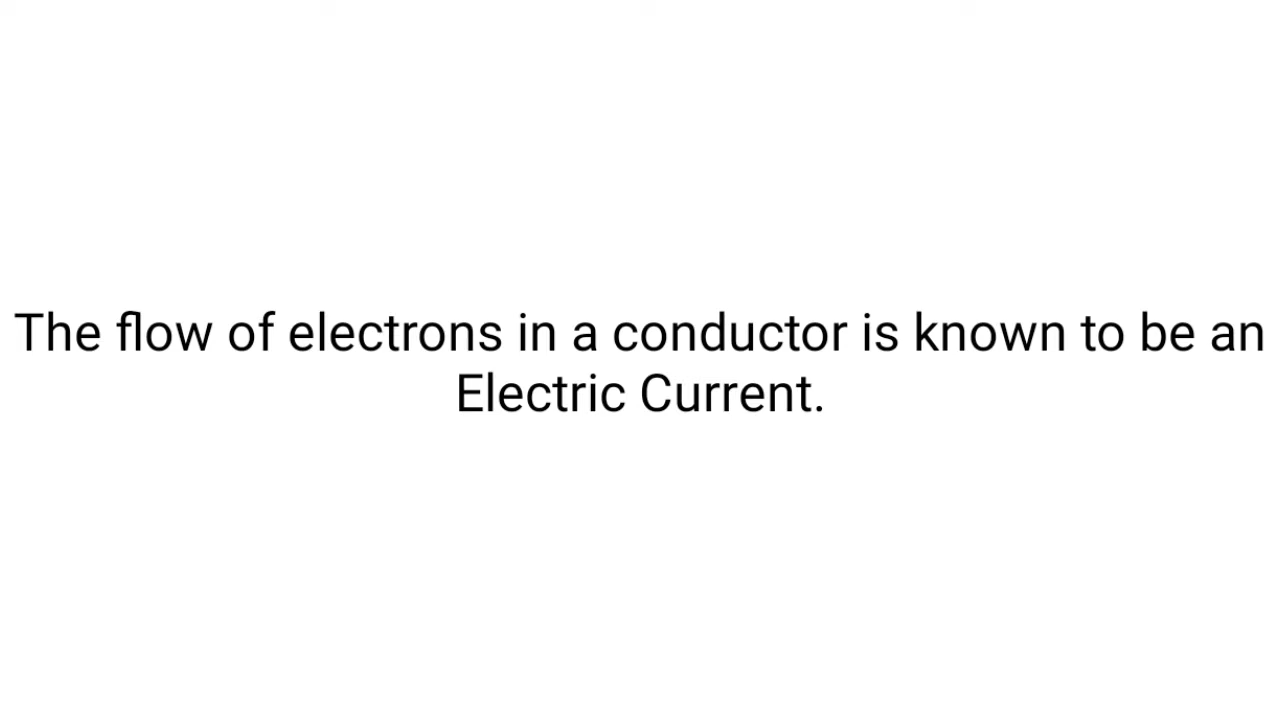 The flow of electrons in a conductor is known to be an
Electric Current.